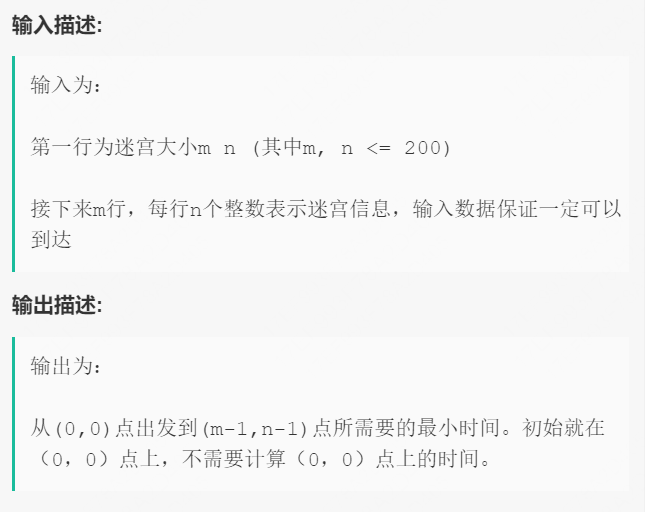 输入描述:
输入为：
第一行为迷宫大小m n (其中m, n <= 200)
接下来m行，每行n个整数表示迷宫信息，输入数据保证一定可以
到达
输出描述:
输出为：
从(0,0)点出发到(m-1,n-1)点所需要的最小时间。初始就在
（0，0）点上，不需要计算（0，0）点上的时间。